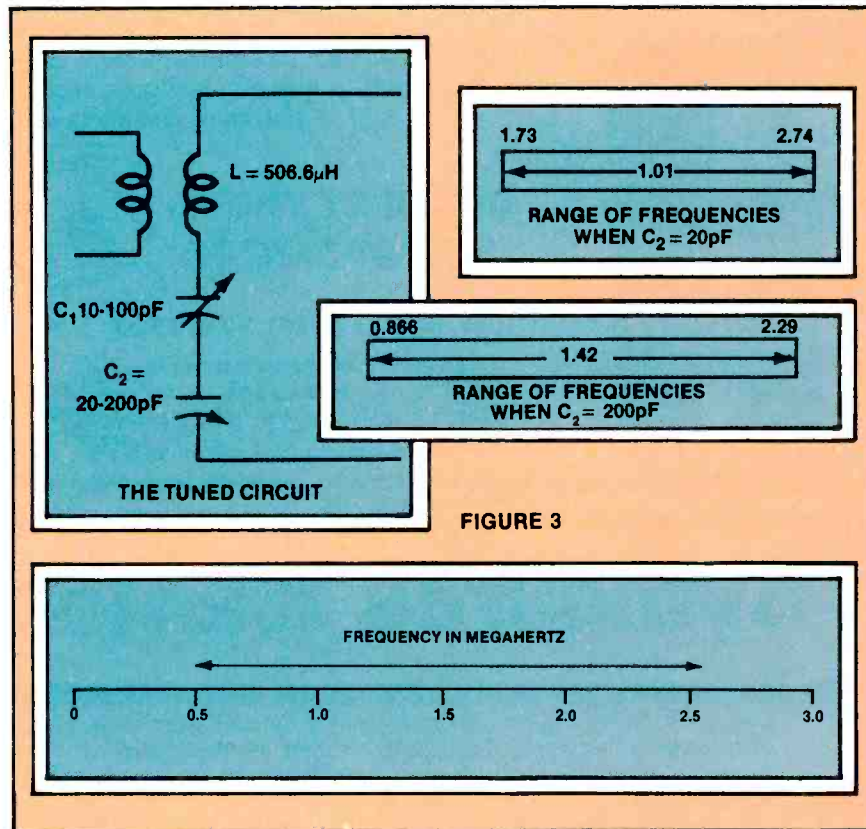 L = 506.6μH
C₁ 10-100pF
C₂ =
20-200pF
THE TUNED CIRCUIT
1.73 2.74
1.01
RANGE OF FREQUENCIES
WHEN C₂ = 20pF
0.866 2.29
1.42
RANGE OF FREQUENCIES
WHEN C₂ = 200pF
FIGURE 3
FREQUENCY IN MEGAHERTZ
0 0.5 1.0 1.5 2.0 2.5 3.0